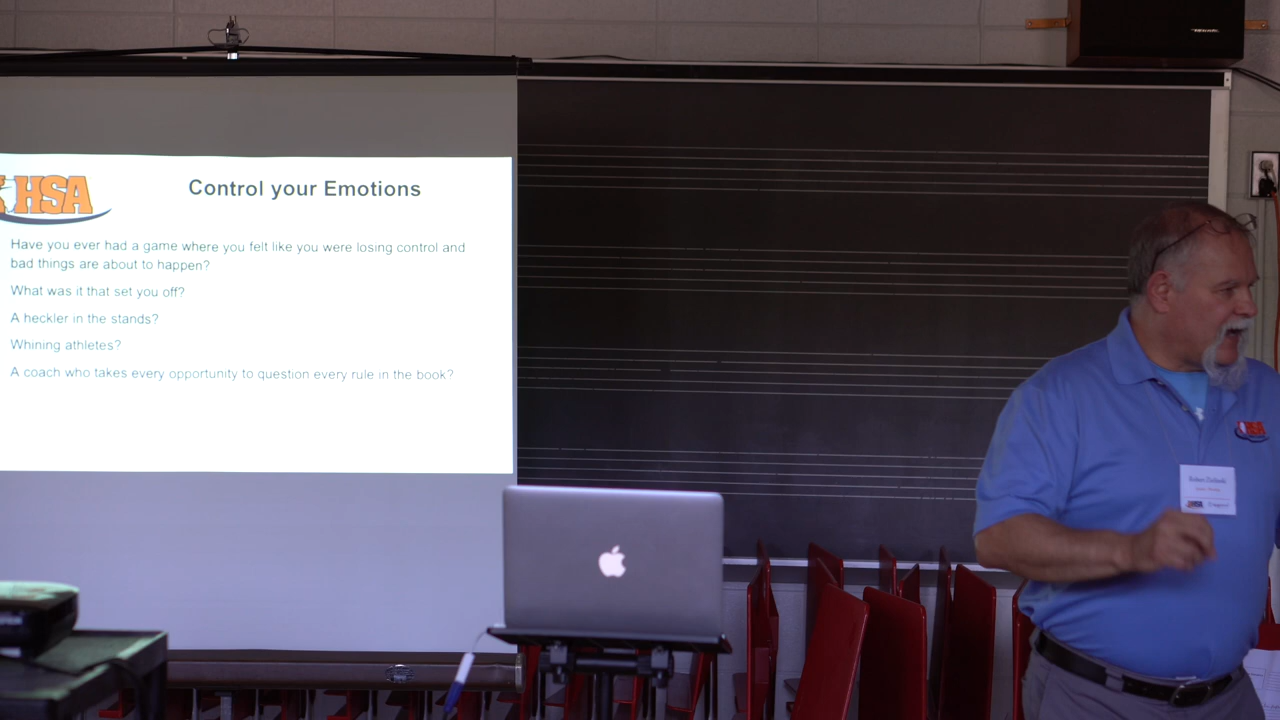 HSA
Control your Emotions
Have you ever had a game where you felt like you were losing control and
bad things are about to happen?
What was it that set you off?
A heckler in the stands?
Whining athletes?
A coach who takes every opportunity to question every rule in the book?